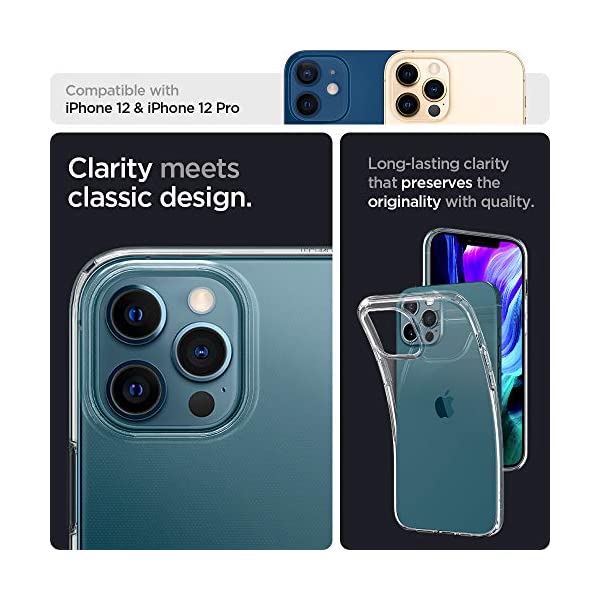 Compatible with
iPhone 12 & iPhone 12 Pro
Clarity meets
classic design.
Long-lasting clarity
that preserves the
originality with quality.